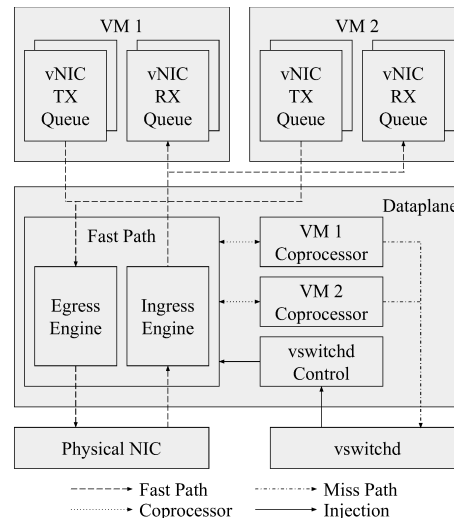 VM 1
vNIC
TX
Queue
vNIC
RX
Queue
VM 2
vNIC
TX
Queue
vNIC
RX
Queue
Dataplane
Fast Path
Egress
Engine
Ingress
Engine
VM 1
Coprocessor
VM 2
Coprocessor
vswitchd
Control
Physical NIC
vswitchd
Fast Path
Miss Path
Coprocessor
Injection